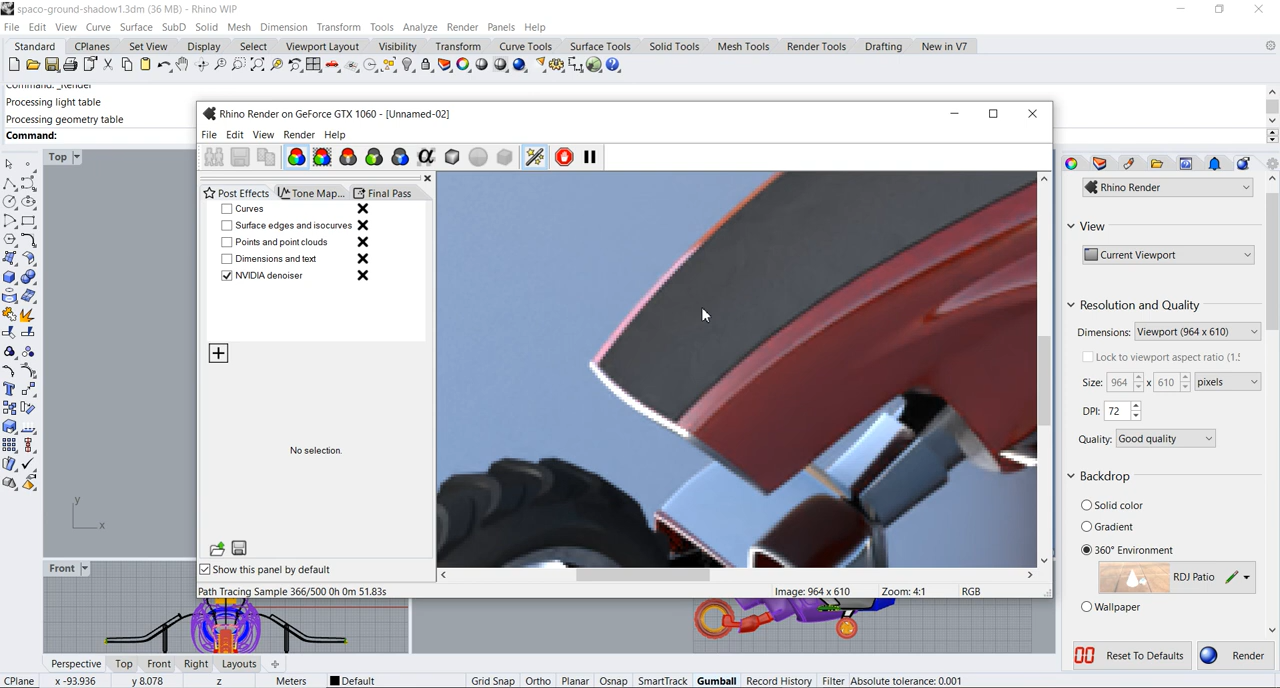 spaco-ground-shadow1.3dm (36 MB) - Rhino WIP
File Edit View Curve Surface SubD Solid Mesh Dimension Transform Tools Analyze Render Panels Help
Standard CPlanes Set View Display Select Viewport Layout Visibility Transform Curve Tools Surface Tools Solid Tools Mesh Tools Render Tools Drafting New in V7
Command: _Render
Processing light table
Processing geometry table
Command:
Top
Rhino Render on GeForce GTX 1060 - [Unnamed-02]
File Edit View Render Help
α
Post Effects Tone Map... Final Pass
Curves
Surface edges and isocurves
Points and point clouds
Dimensions and text
NVIDIA denoiser
No selection.
Show this panel by default
Path Tracing Sample 366/500 0h 0m 51.83s
Image: 964 x 610 Zoom: 4:1 RGB
y
x
Front
Rhino Render
View
Current Viewport
Resolution and Quality
Dimensions: Viewport (964 x 610)
Lock to viewport aspect ratio (1.5
Size: 964 x 610 pixels
DPI: 72
Quality: Good quality
Backdrop
Solid color
Gradient
360° Environment
RDJ Patio
Wallpaper
Reset To Defaults Render
Perspective Top Front Right Layouts
CPlane x -93.936 y 8.078 z Meters Default Grid Snap Ortho Planar Osnap SmartTrack Gumball Record History Filter Absolute tolerance: 0.001